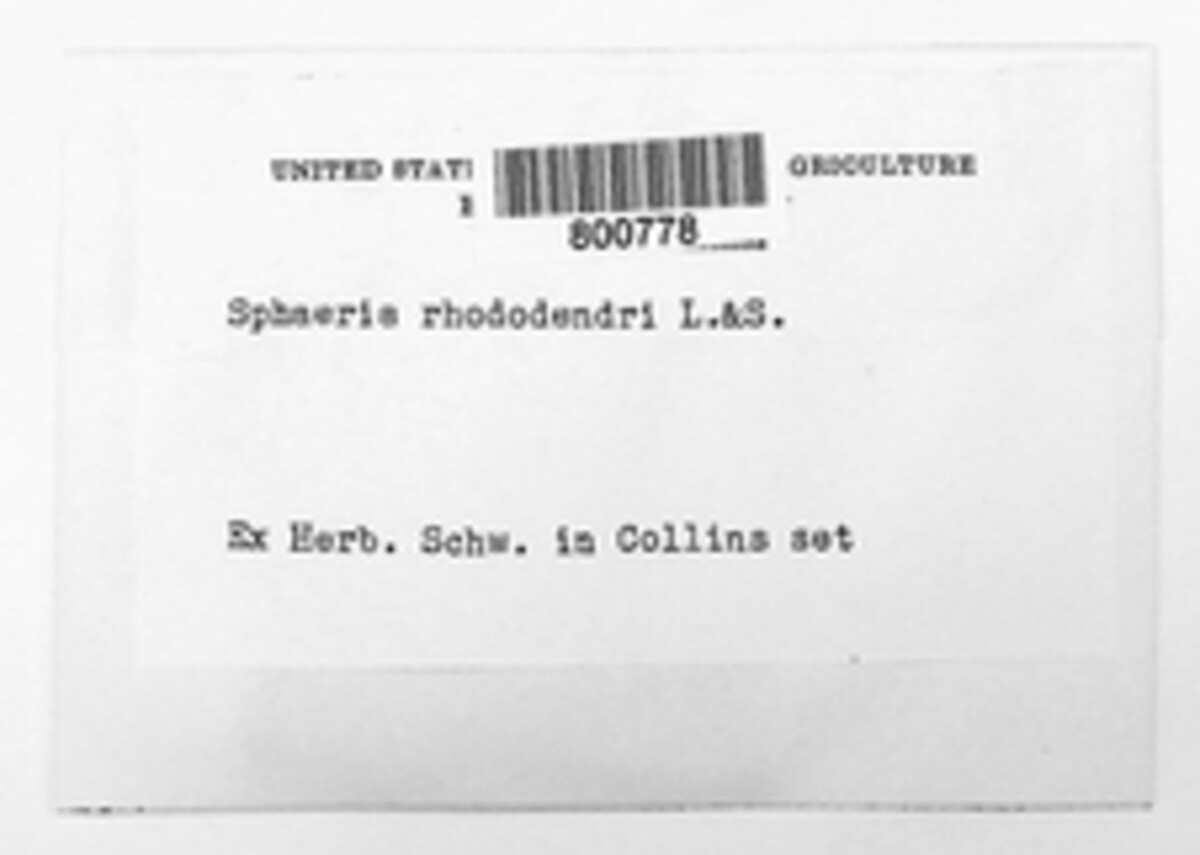 UNITED STAT GRICULTURE
800778
Sphaeria rhododendri L.&S.
Ex Herb. Schw. in Collins set